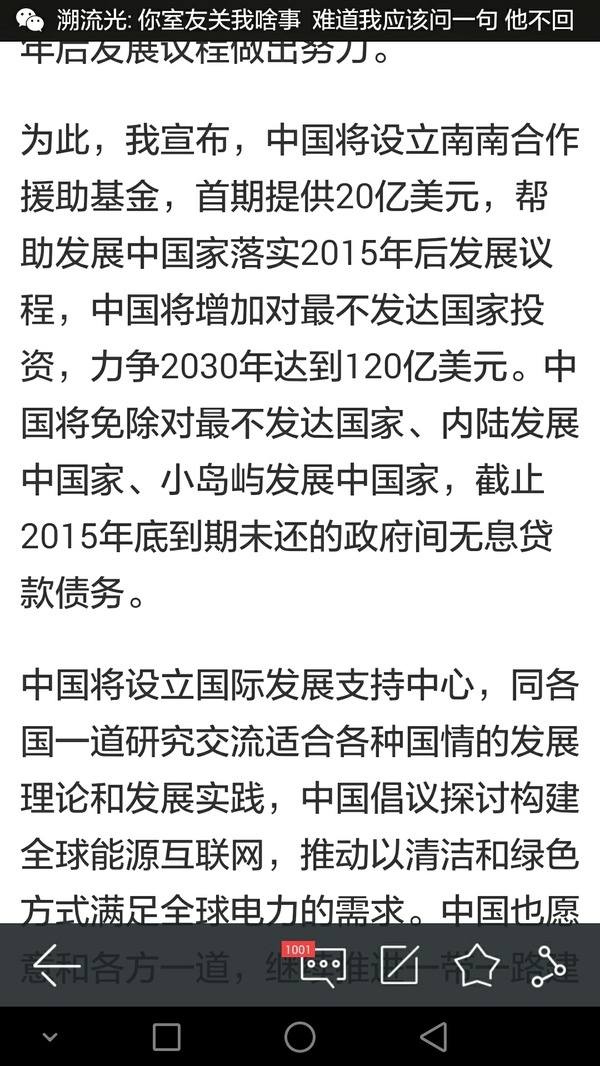 溯流光: 你室友关我啥事 难道我应该问一句 他不回
年后发展议程做出努力。
为此，我宣布，中国将设立南南合作
援助基金，首期提供20亿美元，帮
助发展中国家落实2015年后发展议
程，中国将增加对最不发达国家投
资，力争2030年达到120亿美元。中
国将免除对最不发达国家、内陆发展
中国家、小岛屿发展中国家，截止
2015年底到期未还的政府间无息贷
款债务。
中国将设立国际发展支持中心，同各
国一道研究交流适合各种国情的发展
理论和发展实践，中国倡议探讨构建
全球能源互联网，推动以清洁和绿色
方式满足全球电力的需求。中国也愿
意和各方一道，继续推进一带一路建
1001